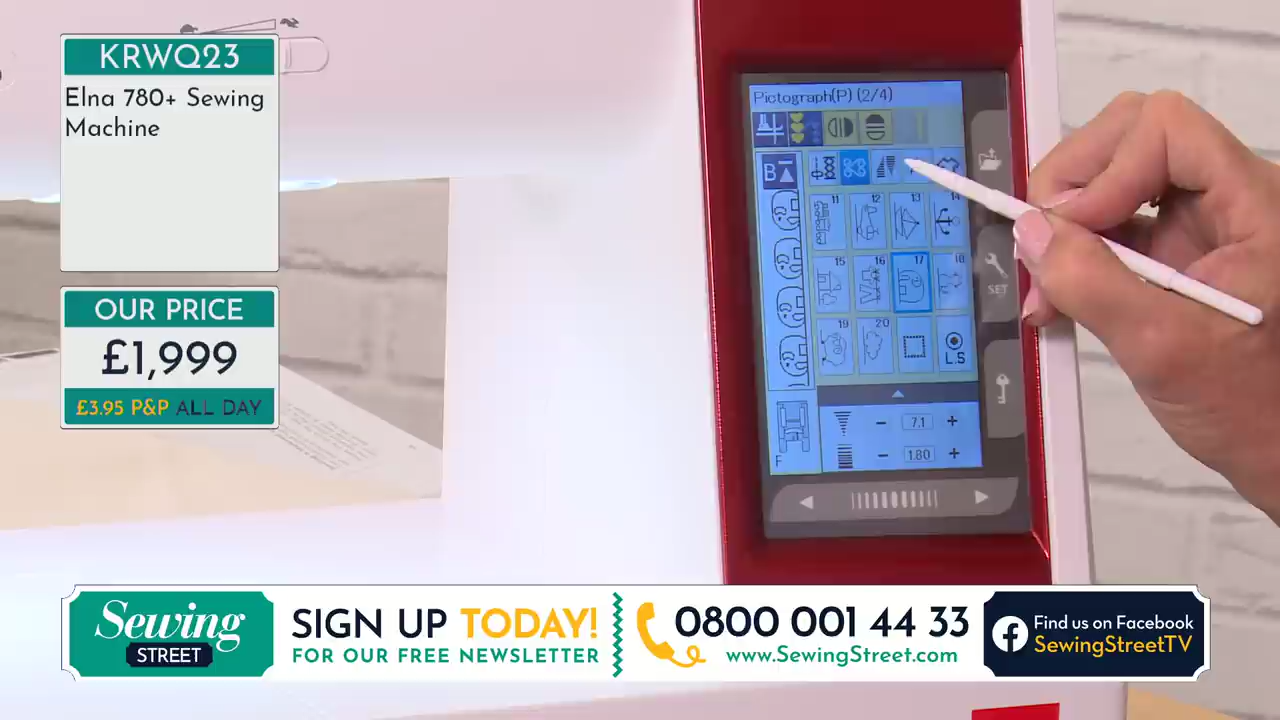 KRWQ23
Elna 780+ Sewing
Machine
OUR PRICE
£1,999
£3.95 P&P ALL DAY
Pictograph(P) (2/4)
B
11 12 13 14
15 16 17 18
19 20 L.S
F
- 7.1 +
- 1.80 +
SET
Sewing
STREET
SIGN UP TODAY!
FOR OUR FREE NEWSLETTER
0800 001 44 33
www.SewingStreet.com
Find us on Facebook
SewingStreetTV